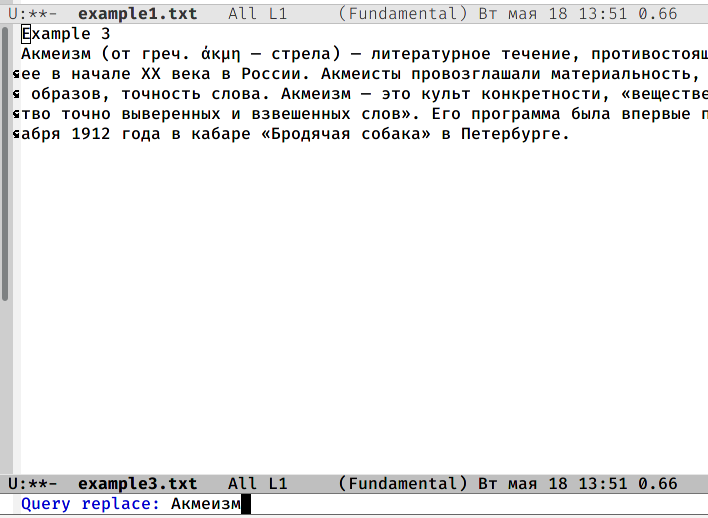 U:**-  example1.txt   All L1     (Fundamental) Вт мая 18 13:51 0.66
Example 3
Акмеизм (от греч. άκμη — стрела) — литературное течение, противостоящ
ее в начале XX века в России. Акмеисты провозглашали материальность,
образов, точность слова. Акмеизм — это культ конкретности, «веществе
тво точно выверенных и взвешенных слов». Его программа была впервые п
абря 1912 года в кабаре «Бродячая собака» в Петербурге.
U:**-  example3.txt   All L1     (Fundamental) Вт мая 18 13:51 0.66
Query replace: Акмеизм